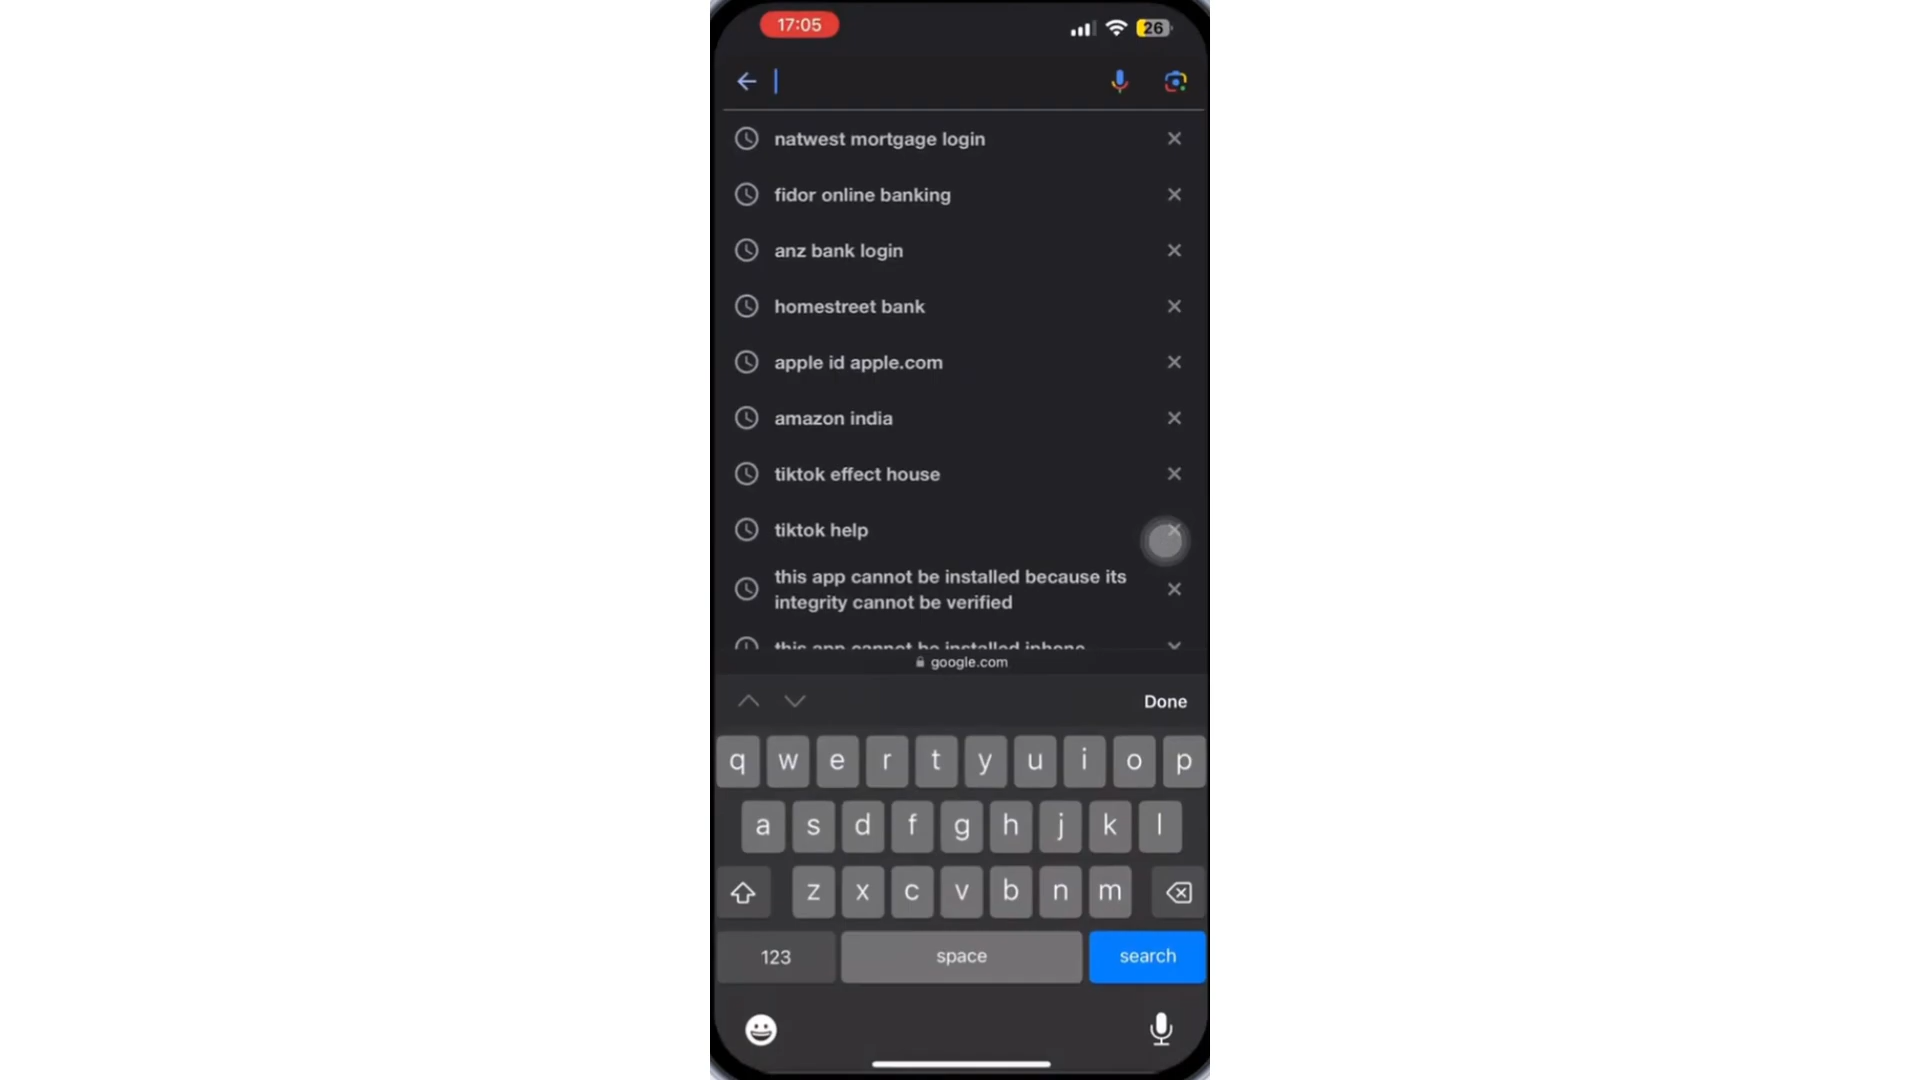 17:05
26
natwest mortgage login
fidor online banking
anz bank login
homestreet bank
apple id apple.com
amazon india
tiktok effect house
tiktok help
this app cannot be installed because its
integrity cannot be verified
this app cannot be installed iphone
google.com
Done
q w e r t y u i o p
a s d f g h j k l
z x c v b n m
123 space search